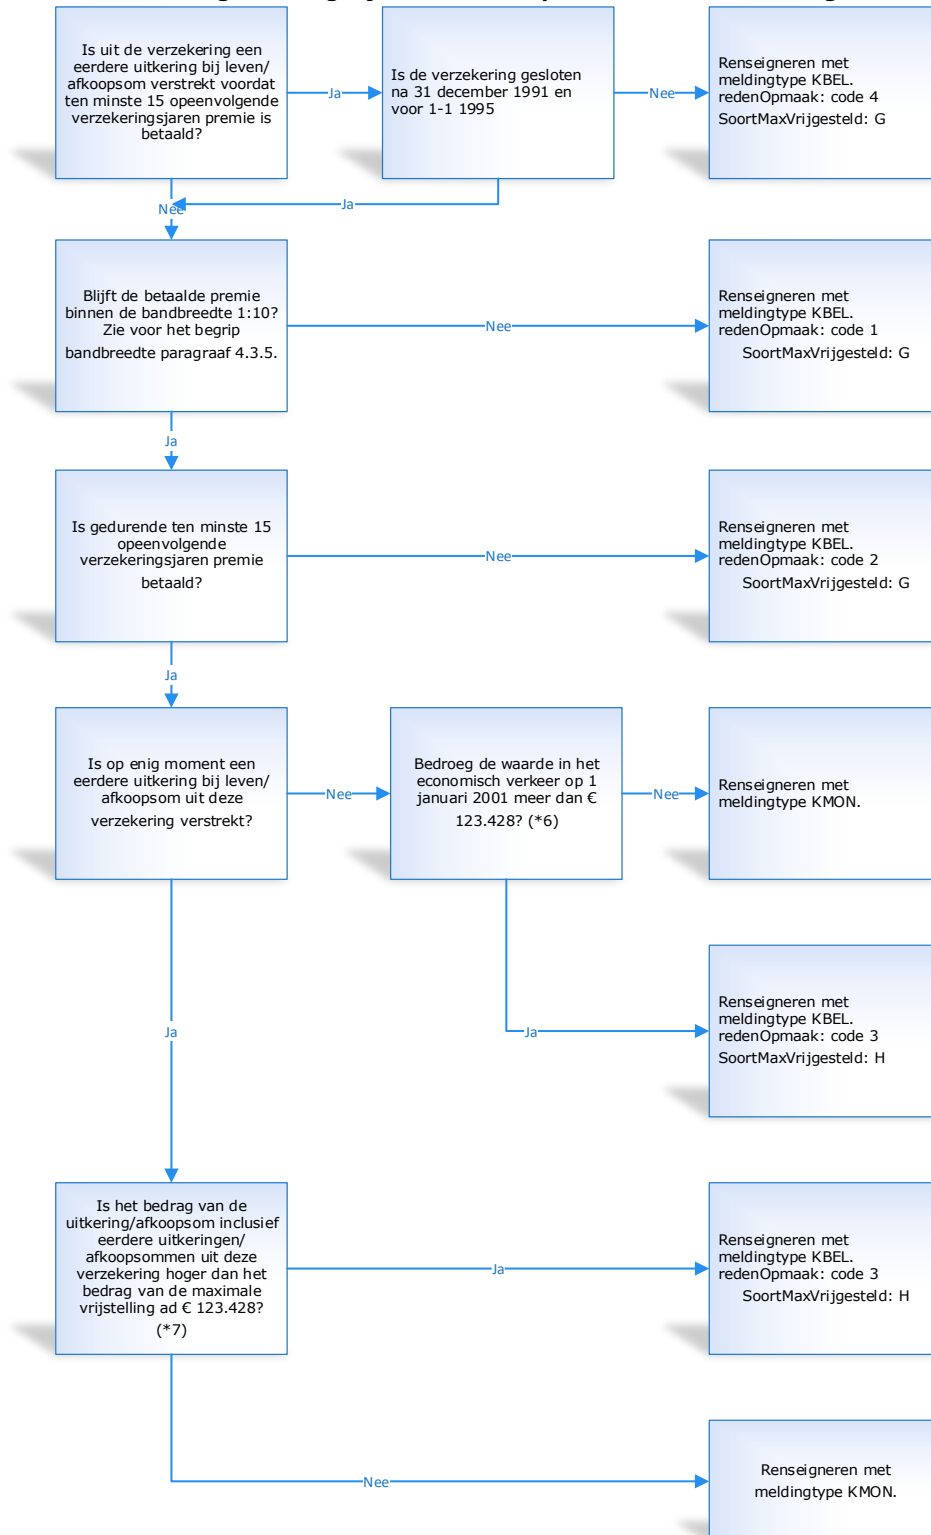 Is uit de verzekering een
eerdere uitkering bij leven/
afkoopsom verstrekt voordat
ten minste 15 opeenvolgende
verzekeringsjaren premie is
betaald?
Ja
Is de verzekering gesloten
na 31 december 1991 en
voor 1-1 1995
Nee
Renseigneren met
meldingtype KBEL.
redenOpmaak: code 4
SoortMaxVrijgesteld: G
Ja
Nee
Blijft de betaalde premie
binnen de bandbreedte 1:10?
Zie voor het begrip
bandbreedte paragraaf 4.3.5.
Nee
Renseigneren met
meldingtype KBEL.
redenOpmaak: code 1
SoortMaxVrijgesteld: G
Ja
Is gedurende ten minste 15
opeenvolgende
verzekeringsjaren premie
betaald?
Nee
Renseigneren met
meldingtype KBEL.
redenOpmaak: code 2
SoortMaxVrijgesteld: G
Ja
Is op enig moment een
eerdere uitkering bij leven/
afkoopsom uit deze
verzekering verstrekt?
Nee
Bedroeg de waarde in het
economisch verkeer op 1
januari 2001 meer dan €
123.428? (*6)
Nee
Renseigneren met
meldingtype KMON.
Ja
Ja
Renseigneren met
meldingtype KBEL.
redenOpmaak: code 3
SoortMaxVrijgesteld: H
Is het bedrag van de
uitkering/afkoopsom inclusief
eerdere uitkeringen/
afkoopsommen uit deze
verzekering hoger dan het
bedrag van de maximale
vrijstelling ad € 123.428?
(*7)
Ja
Renseigneren met
meldingtype KBEL.
redenOpmaak: code 3
SoortMaxVrijgesteld: H
Nee
Renseigneren met
meldingtype KMON.